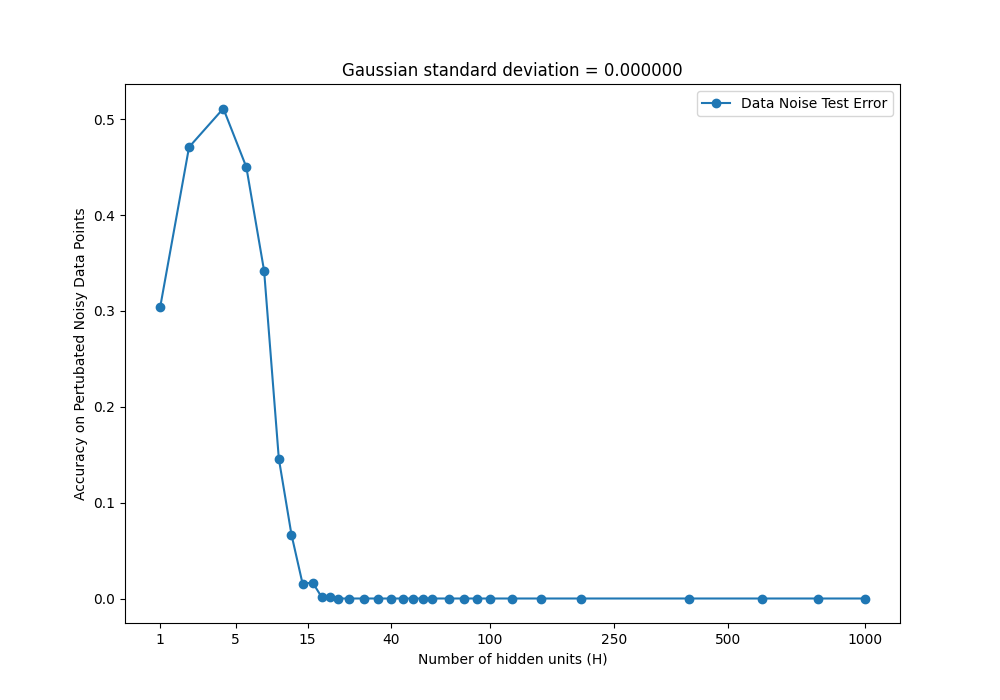 Gaussian standard deviation = 0.000000
Data Noise Test Error
Accuracy on Pertubated Noisy Data Points
0.5
0.4
0.3
0.2
0.1
0.0
1 5 15 40 100 250 500 1000
Number of hidden units (H)